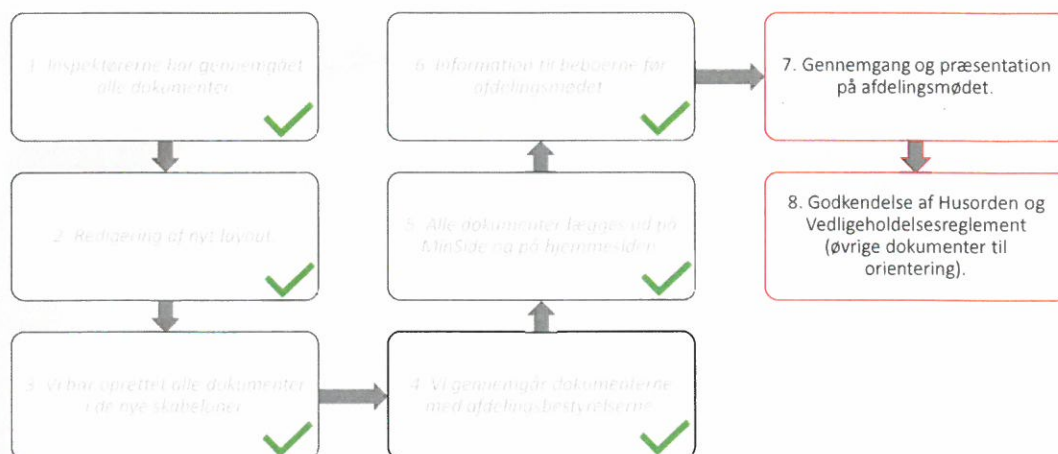 1. Inspektørerne har gennemgået
alle dokumenter
2. Redigering af nyt layout.
3. Vi har oprettet alle dokumenter
i de nye skabeloner
4. Vi gennemgår dokumenterne
med afdelingsbestyrelserne
5. Alle dokumenter lægges ud på
MinSide og på hjemmesiden
6. Information til beboerne før
afdelingsmødet
7. Gennemgang og præsentation
på afdelingsmødet.
8. Godkendelse af Husorden og
Vedligeholdelsesreglement
(øvrige dokumenter til
orientering).